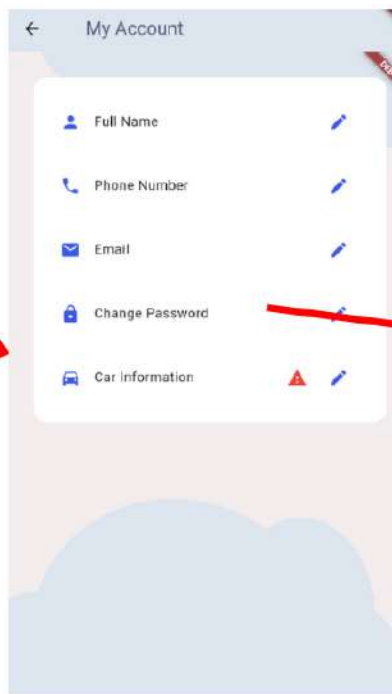 My Account
Full Name
Phone Number
Email
Change Password
Car Information